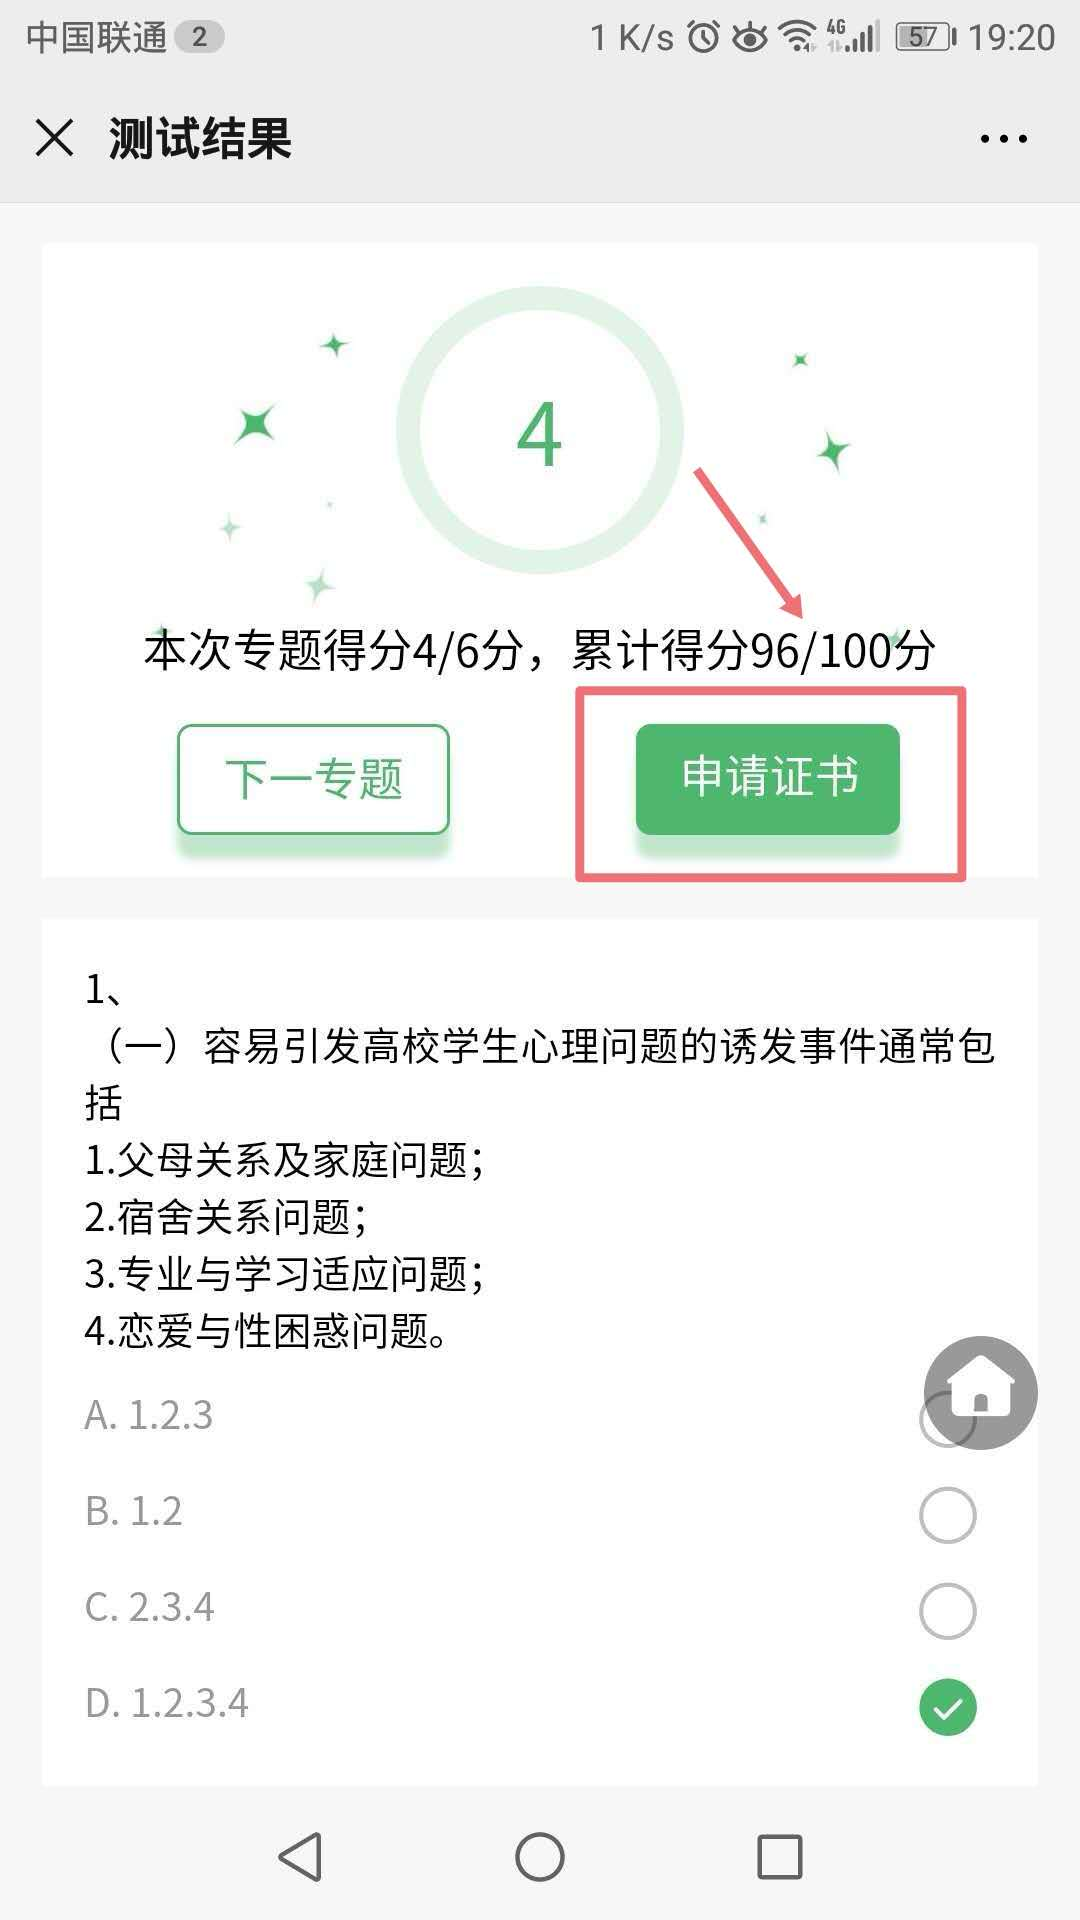 中国联通 2 1 K/s 4G 57 19:20
测试结果
4
本次专题得分4/6分，累计得分96/100分
下一专题 申请证书
1、
（一）容易引发高校学生心理问题的诱发事件通常包
括
1.父母关系及家庭问题；
2.宿舍关系问题；
3.专业与学习适应问题；
4.恋爱与性困惑问题。
A. 1.2.3
B. 1.2
C. 2.3.4
D. 1.2.3.4